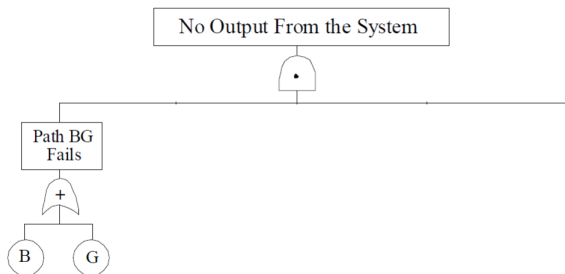 No Output From the System
Path BG
Fails
+
B
G